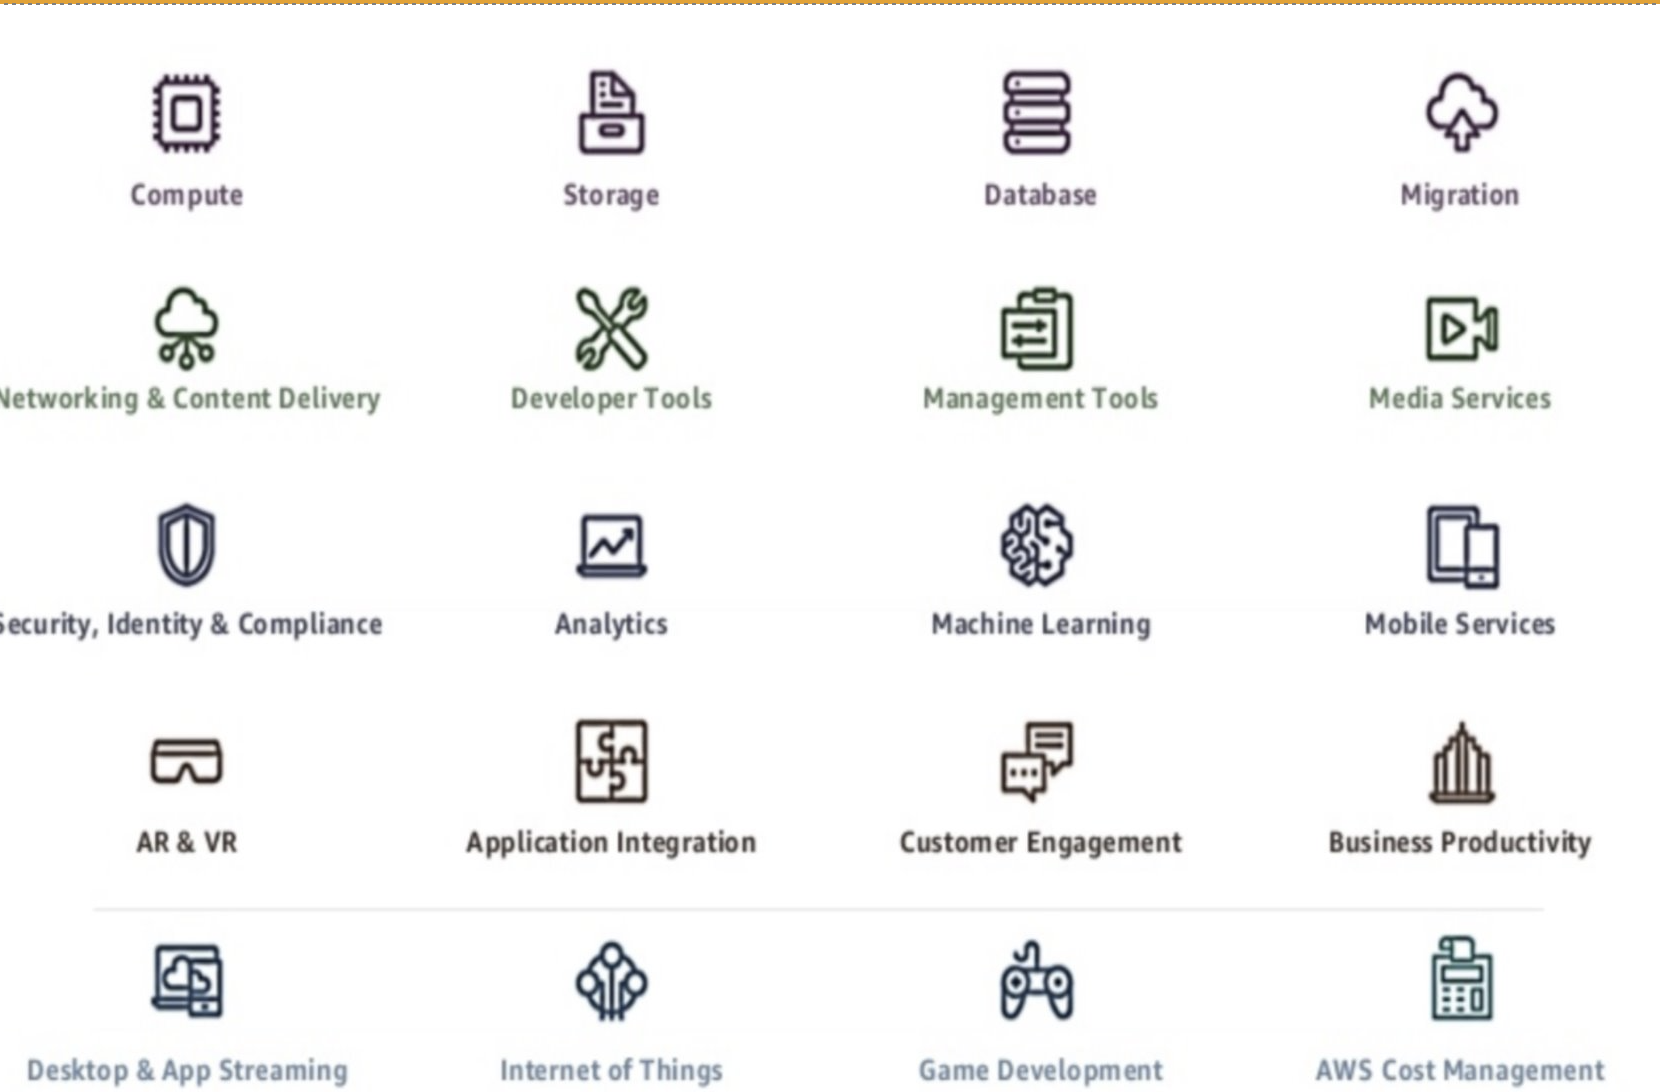 Compute
Storage
Database
Migration
Networking & Content Delivery
Developer Tools
Management Tools
Media Services
Security, Identity & Compliance
Analytics
Machine Learning
Mobile Services
AR & VR
Application Integration
Customer Engagement
Business Productivity
Desktop & App Streaming
Internet of Things
Game Development
AWS Cost Management